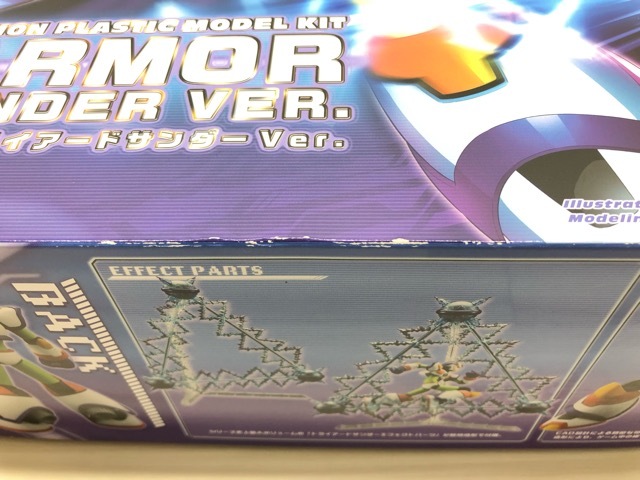 ION PLASTIC MODEL KIT
ARMOR
NDER VER.
イアードサンダーVer.
Illustrat
Modelin
EFFECT PARTS
BACK